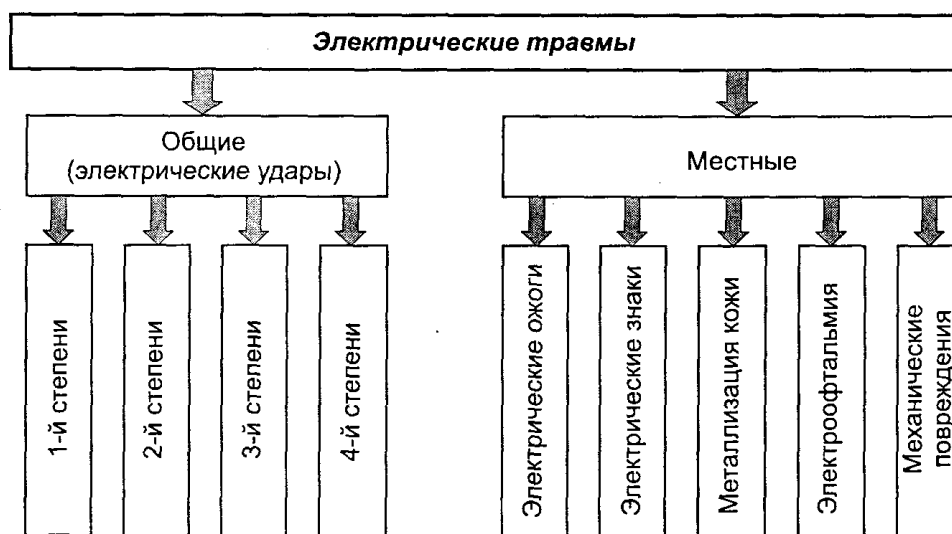 Электрические травмы
Общие
(электрические удары)
Местные
1-й степени
2-й степени
3-й степени
4-й степени
Электрические ожоги
Электрические знаки
Металлизация кожи
Электроофтальмия
Механические
повреждения